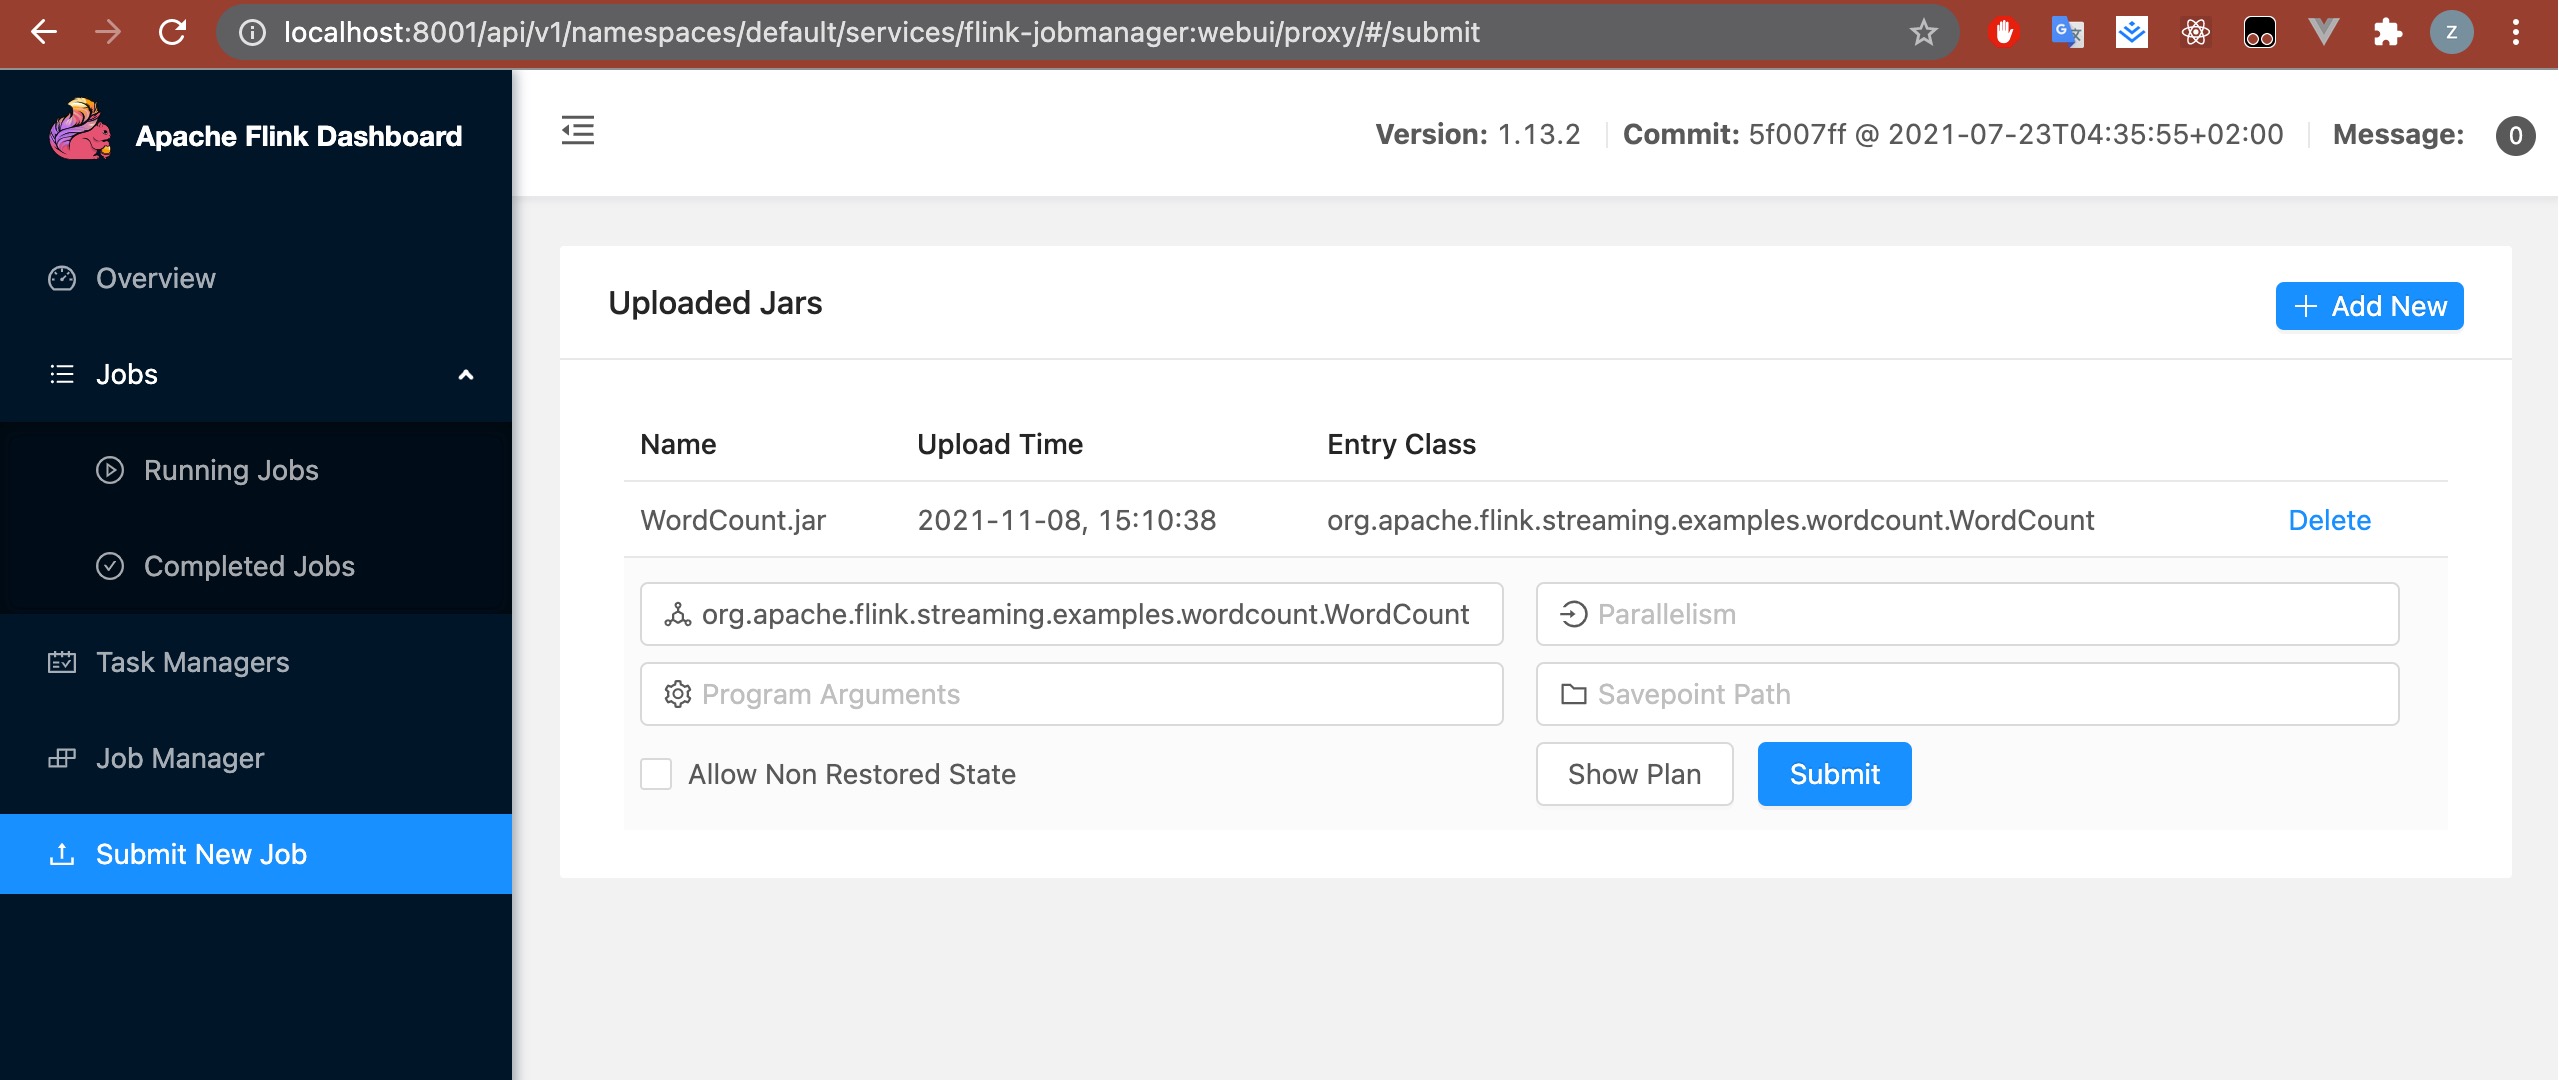 localhost:8001/api/v1/namespaces/default/services/flink-jobmanager:webui/proxy/#/submit
Z
Apache Flink Dashboard
Version: 1.13.2 Commit: 5f007ff @ 2021-07-23T04:35:55+02:00 Message: 0
Overview
Jobs
Running Jobs
Completed Jobs
Task Managers
Job Manager
Submit New Job
Uploaded Jars
+ Add New
Name Upload Time Entry Class
WordCount.jar 2021-11-08, 15:10:38 org.apache.flink.streaming.examples.wordcount.WordCount Delete
org.apache.flink.streaming.examples.wordcount.WordCount Parallelism
Program Arguments Savepoint Path
Allow Non Restored State Show Plan Submit